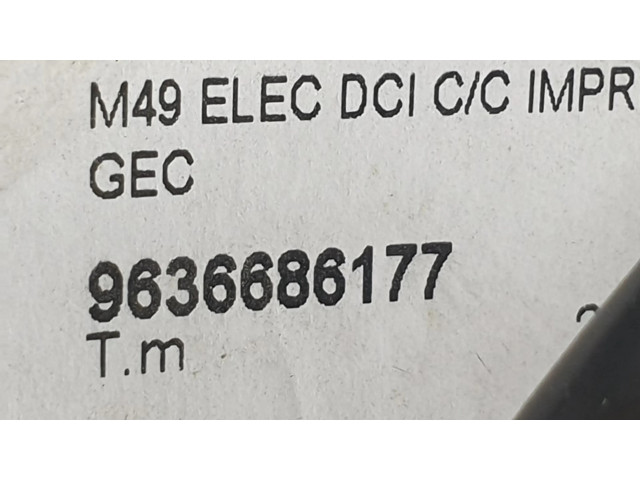 M49 ELEC DCI C/C IMPR
GEC
9636686177
T.m